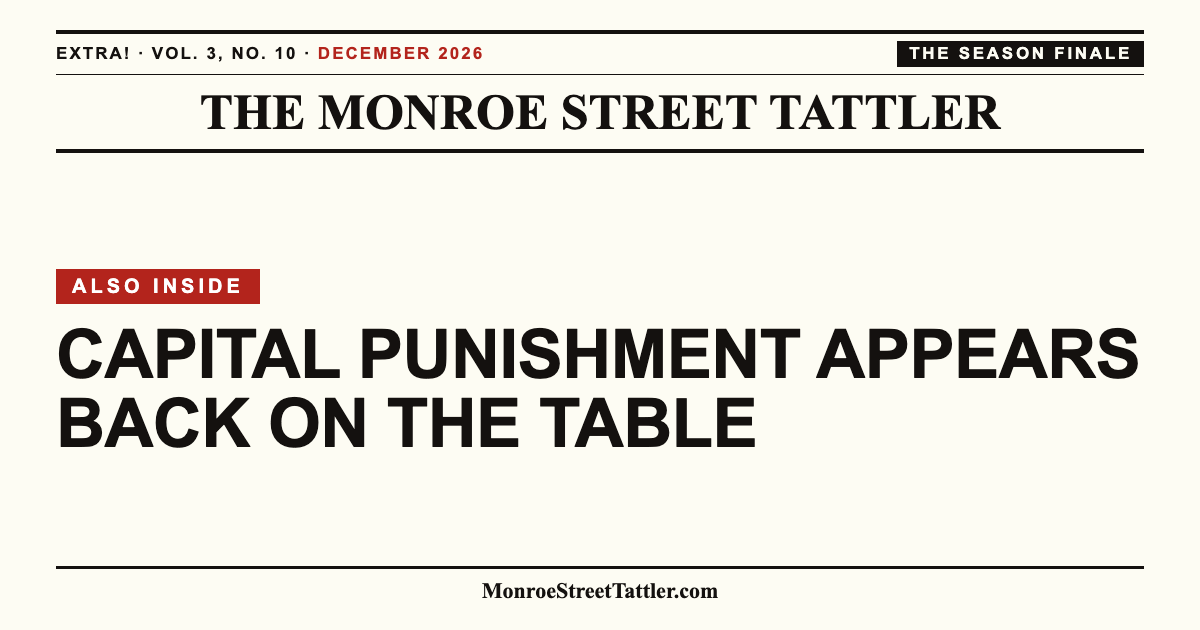 EXTRA! · VOL. 3, NO. 10 · DECEMBER 2026
THE SEASON FINALE
THE MONROE STREET TATTLER
ALSO INSIDE
CAPITAL PUNISHMENT APPEARS
BACK ON THE TABLE
MonroeStreetTattler.com